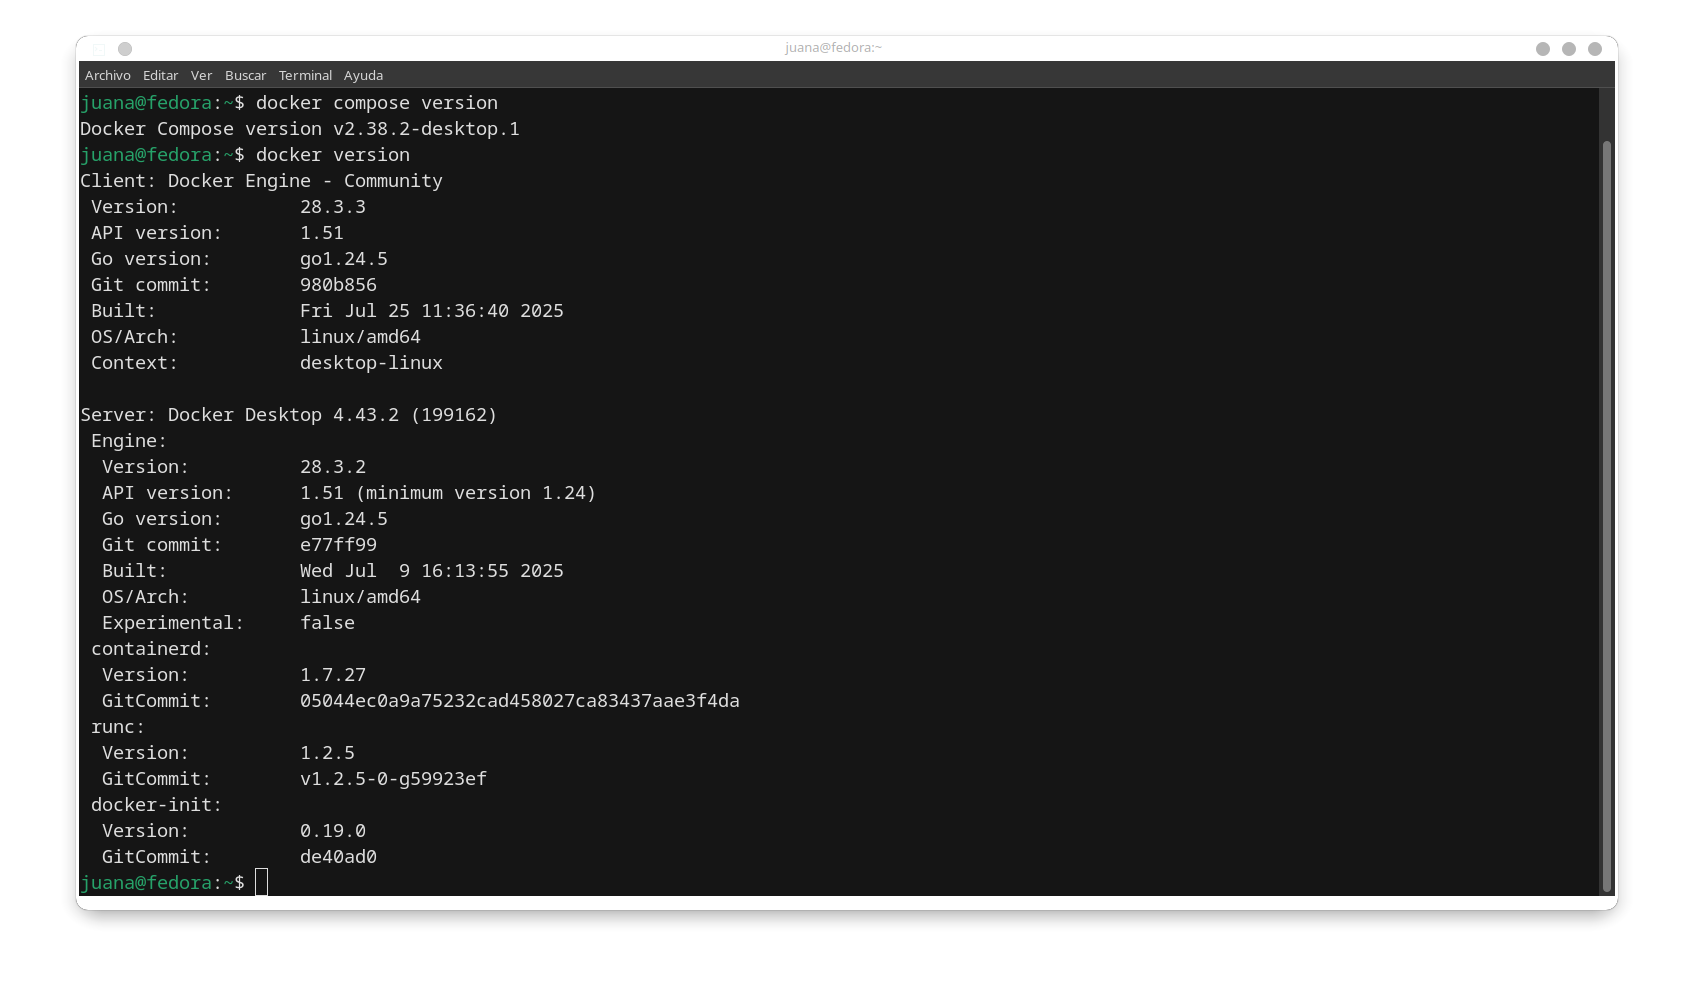 juana@fedora:~
Archivo Editar Ver Buscar Terminal Ayuda
juana@fedora:~$ docker compose version
Docker Compose version v2.38.2-desktop.1
juana@fedora:~$ docker version
Client: Docker Engine - Community
 Version:           28.3.3
 API version:       1.51
 Go version:        go1.24.5
 Git commit:        980b856
 Built:             Fri Jul 25 11:36:40 2025
 OS/Arch:           linux/amd64
 Context:           desktop-linux

Server: Docker Desktop 4.43.2 (199162)
 Engine:
  Version:          28.3.2
  API version:      1.51 (minimum version 1.24)
  Go version:       go1.24.5
  Git commit:       e77ff99
  Built:            Wed Jul  9 16:13:55 2025
  OS/Arch:          linux/amd64
  Experimental:     false
 containerd:
  Version:          1.7.27
  GitCommit:        05044ec0a9a75232cad458027ca83437aae3f4da
 runc:
  Version:          1.2.5
  GitCommit:        v1.2.5-0-g59923ef
 docker-init:
  Version:          0.19.0
  GitCommit:        de40ad0
juana@fedora:~$